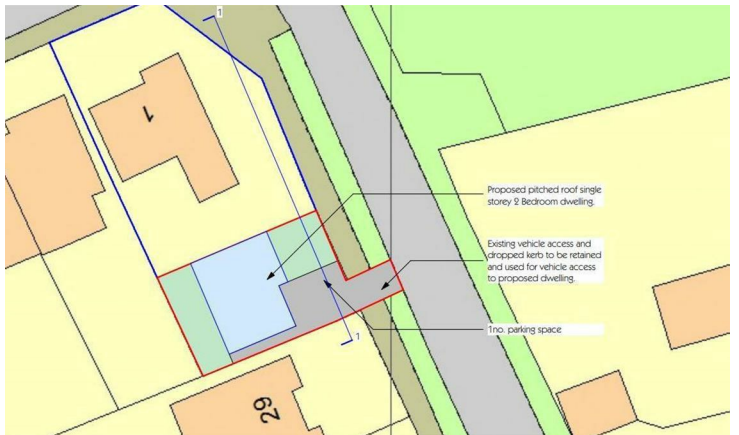 1
1
Proposed pitched roof single
storey 2 Bedroom dwelling.
Existing vehicle access and
dropped kerb to be retained
and used for vehicle access
to proposed dwelling.
1no. parking space
1
29